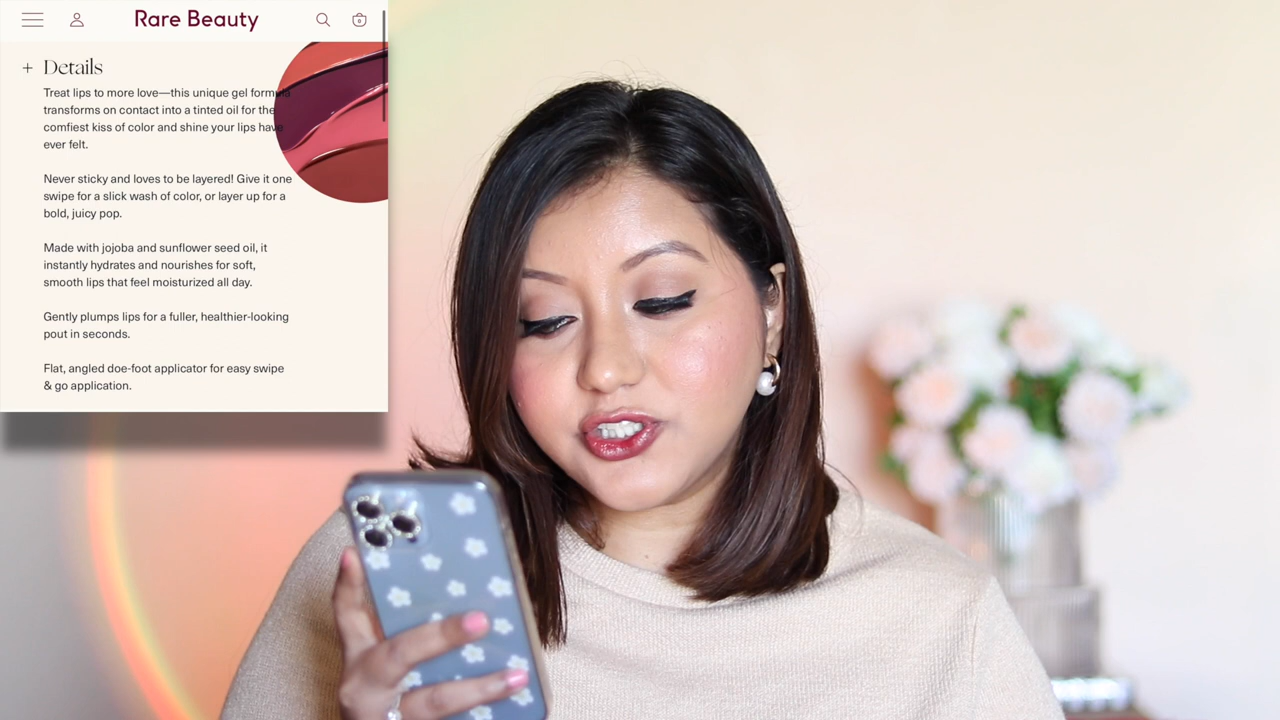 Rare Beauty
0
+ Details
Treat lips to more love—this unique gel formula
transforms on contact into a tinted oil for the
comfiest kiss of color and shine your lips have
ever felt.
Never sticky and loves to be layered! Give it one
swipe for a slick wash of color, or layer up for a
bold, juicy pop.
Made with jojoba and sunflower seed oil, it
instantly hydrates and nourishes for soft,
smooth lips that feel moisturized all day.
Gently plumps lips for a fuller, healthier-looking
pout in seconds.
Flat, angled doe-foot applicator for easy swipe
& go application.